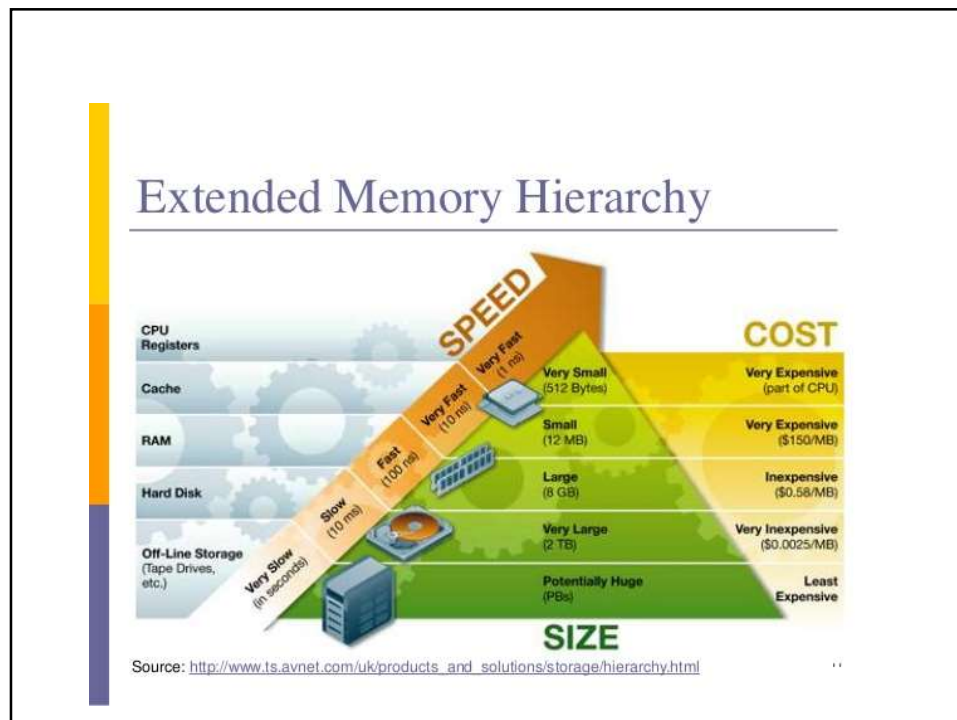 Extended Memory Hierarchy
SPEED
COST
CPU
Registers
Very Fast
(1 ns)
Very Small
(512 Bytes)
Very Expensive
(part of CPU)
Cache
Very Fast
(10 ns)
Small
(12 MB)
Very Expensive
($150/MB)
RAM
Fast
(100 ns)
Large
(8 GB)
Inexpensive
($0.58/MB)
Hard Disk
Slow
(10 ms)
Very Large
(2 TB)
Very Inexpensive
($0.0025/MB)
Off-Line Storage
(Tape Drives,
etc.)
Very Slow
(in seconds)
Potentially Huge
(PBs)
Least
Expensive
SIZE
Source: http://www.ts.avnet.com/uk/products_and_solutions/storage/hierarchy.html